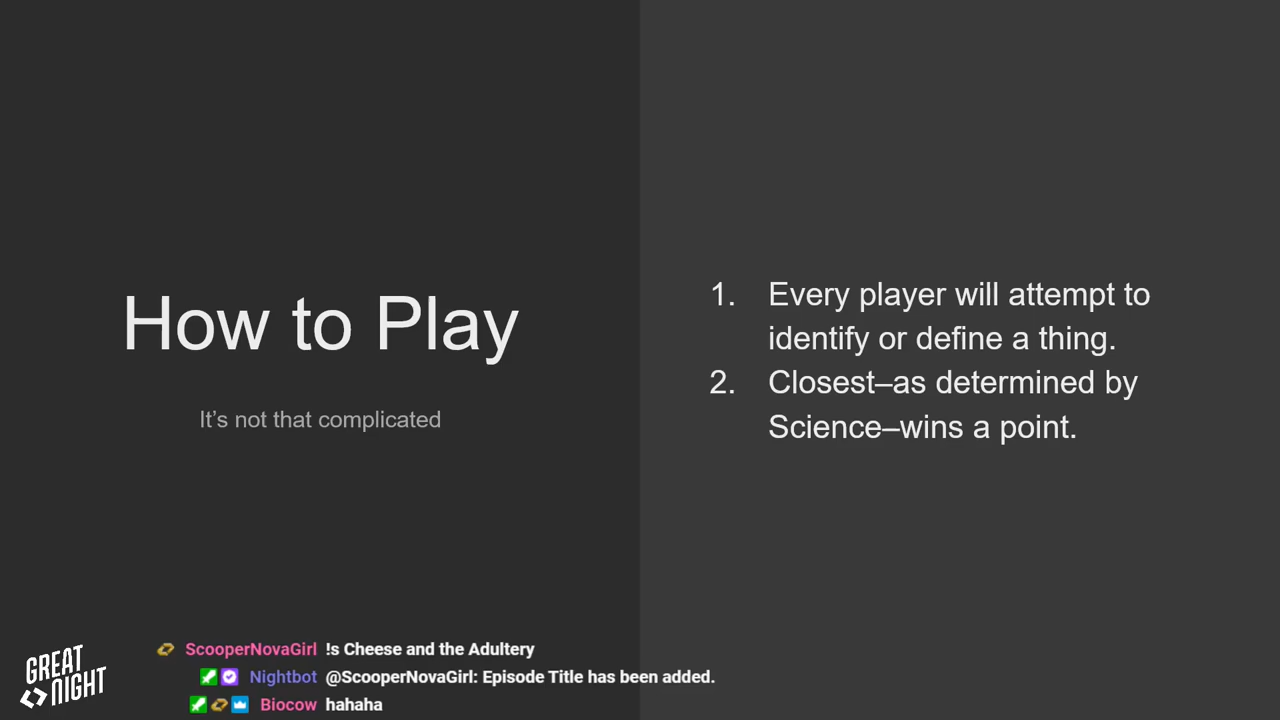 How to Play
It's not that complicated
1. Every player will attempt to
identify or define a thing.
2. Closest–as determined by
Science–wins a point.
GREAT
NIGHT
ScooperNovaGirl !s Cheese and the Adultery
Nightbot @ScooperNovaGirl: Episode Title has been added.
Biocow hahaha